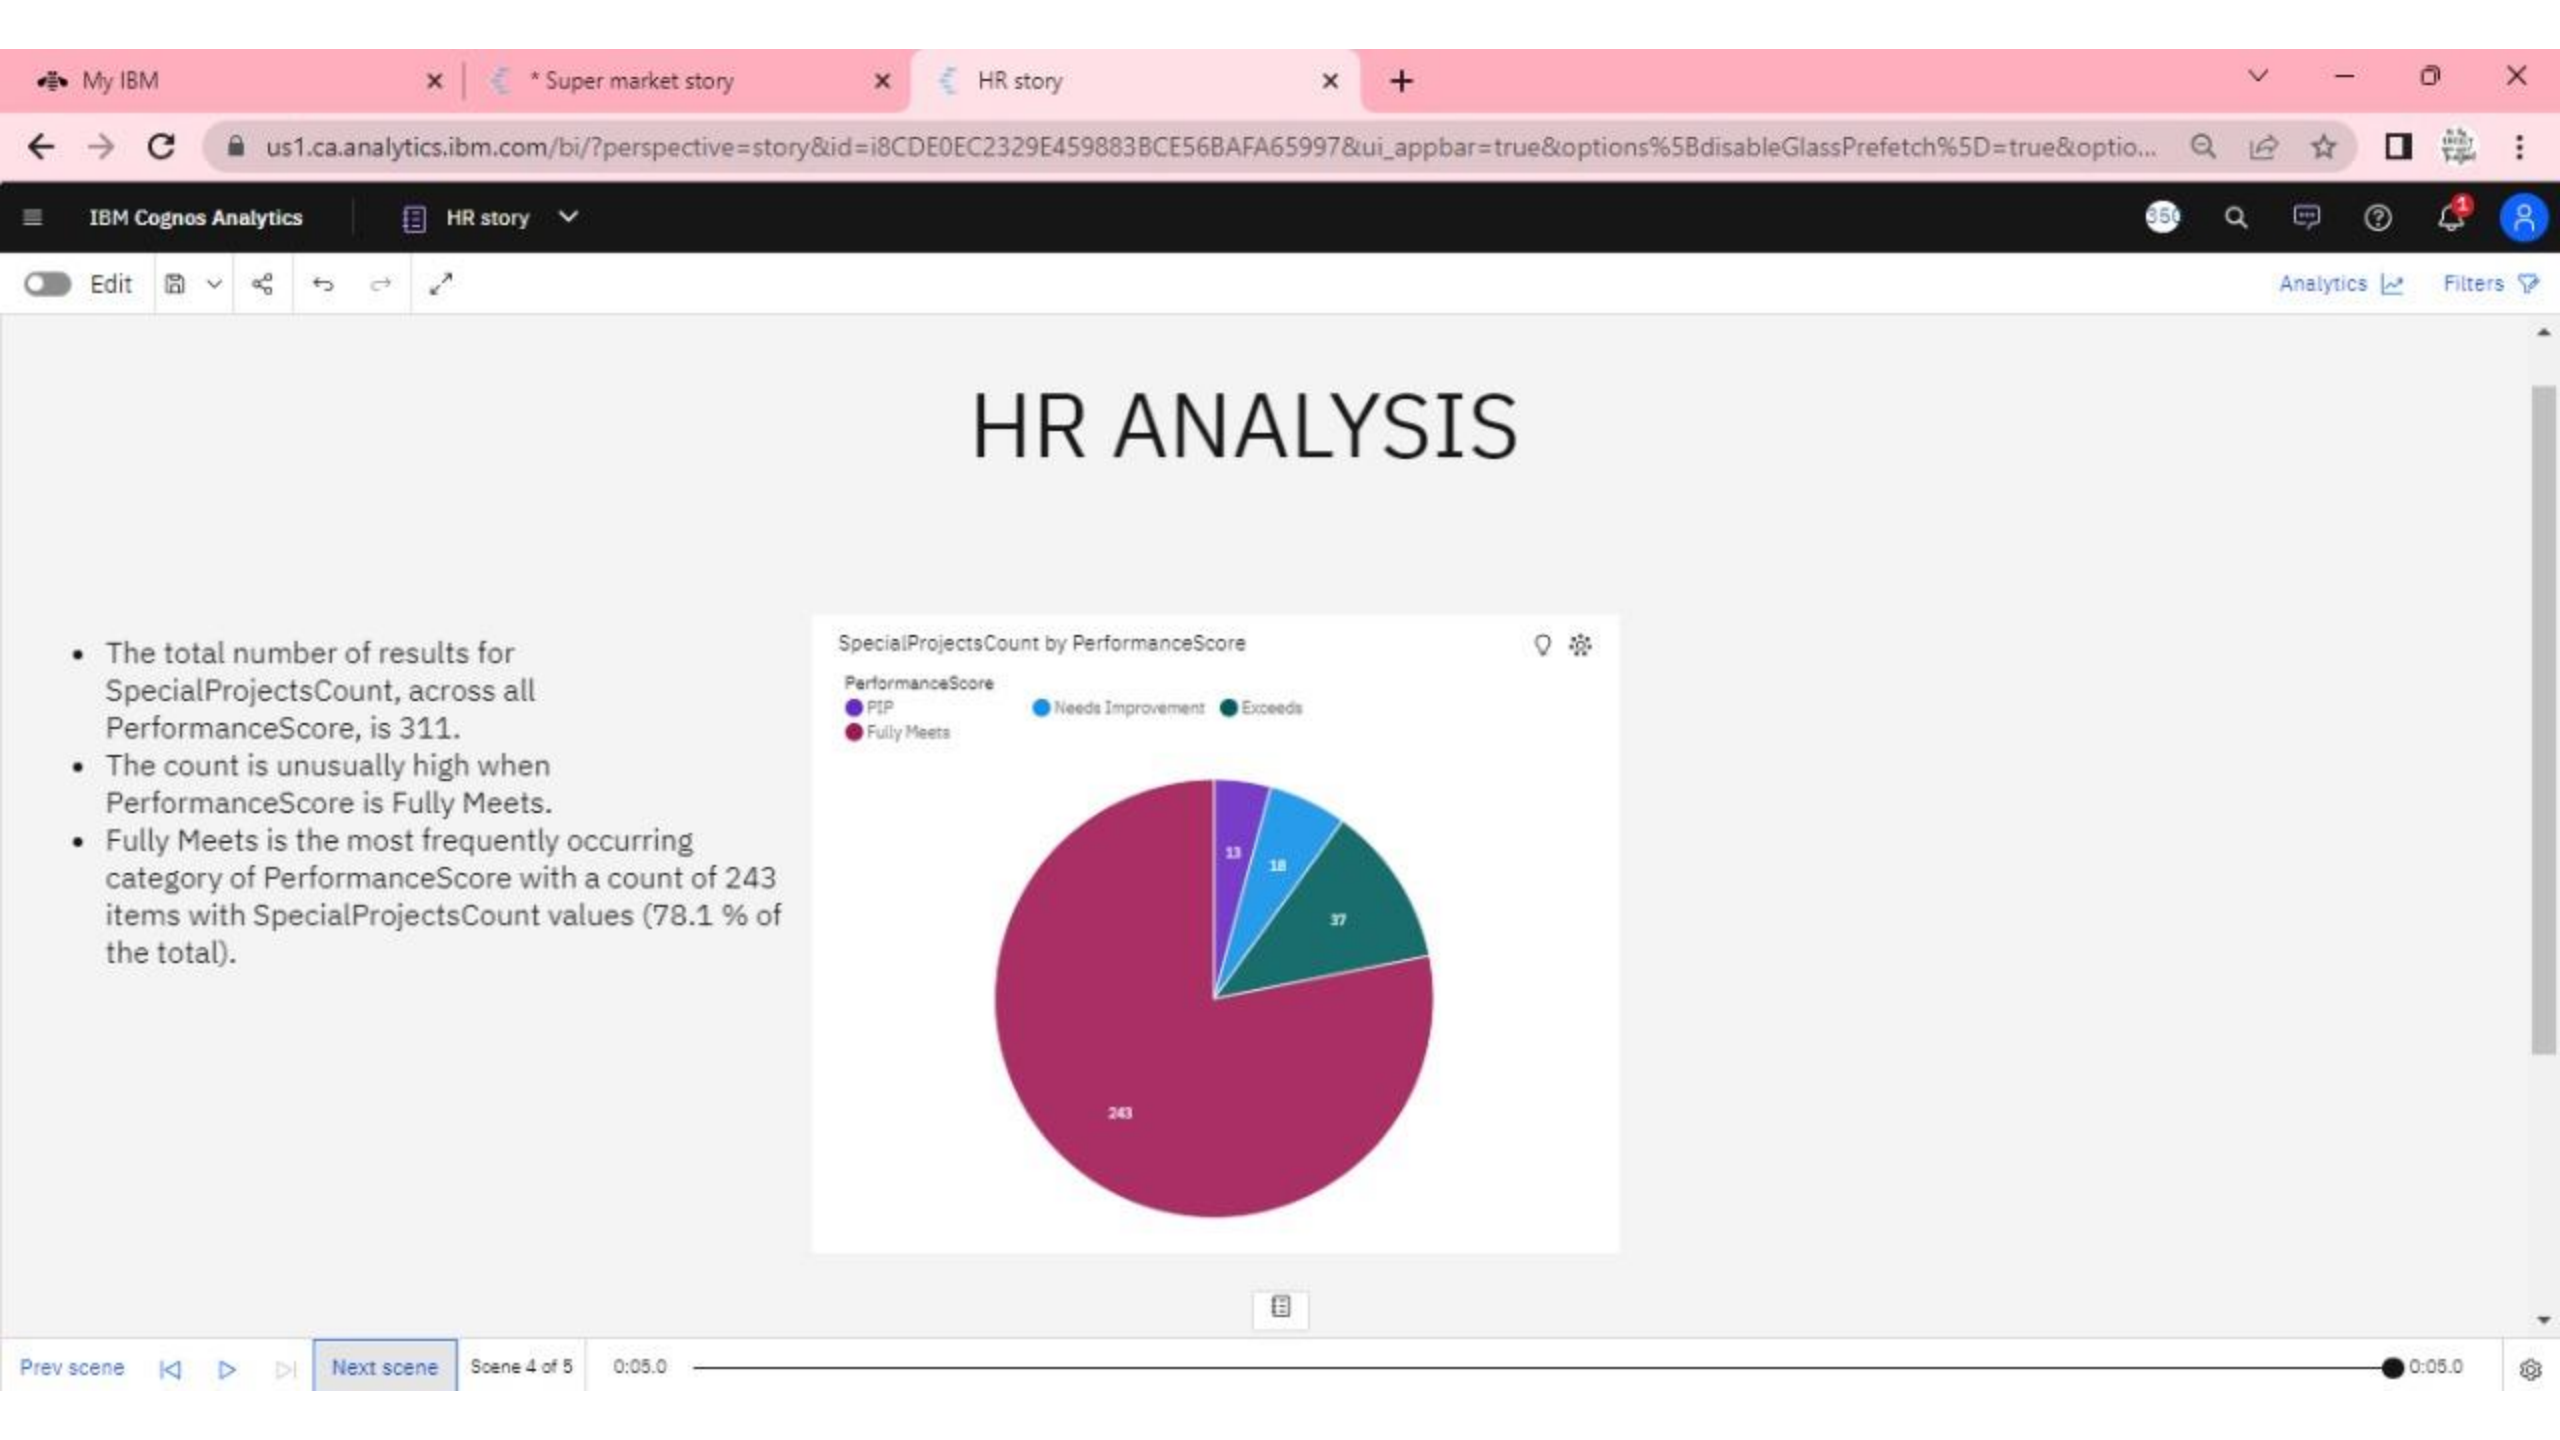 My IBM
* Super market story
HR story
us1.ca.analytics.ibm.com/bi/?perspective=story&id=i8CDE0EC2329E459883BCE56BAFA65997&ui_appbar=true&options%5BdisableGlassPrefetch%5D=true&optio...
IBM Cognos Analytics
HR story
1
Edit
Analytics
Filters
HR ANALYSIS
• The total number of results for
SpecialProjectsCount, across all
PerformanceScore, is 311.
• The count is unusually high when
PerformanceScore is Fully Meets.
• Fully Meets is the most frequently occurring
category of PerformanceScore with a count of 243
items with SpecialProjectsCount values (78.1 % of
the total).
SpecialProjectsCount by PerformanceScore
PerformanceScore
PIP
Needs Improvement
Exceeds
Fully Meets
13
18
37
243
Prev scene
Next scene
Scene 4 of 5
0:05.0
0:05.0